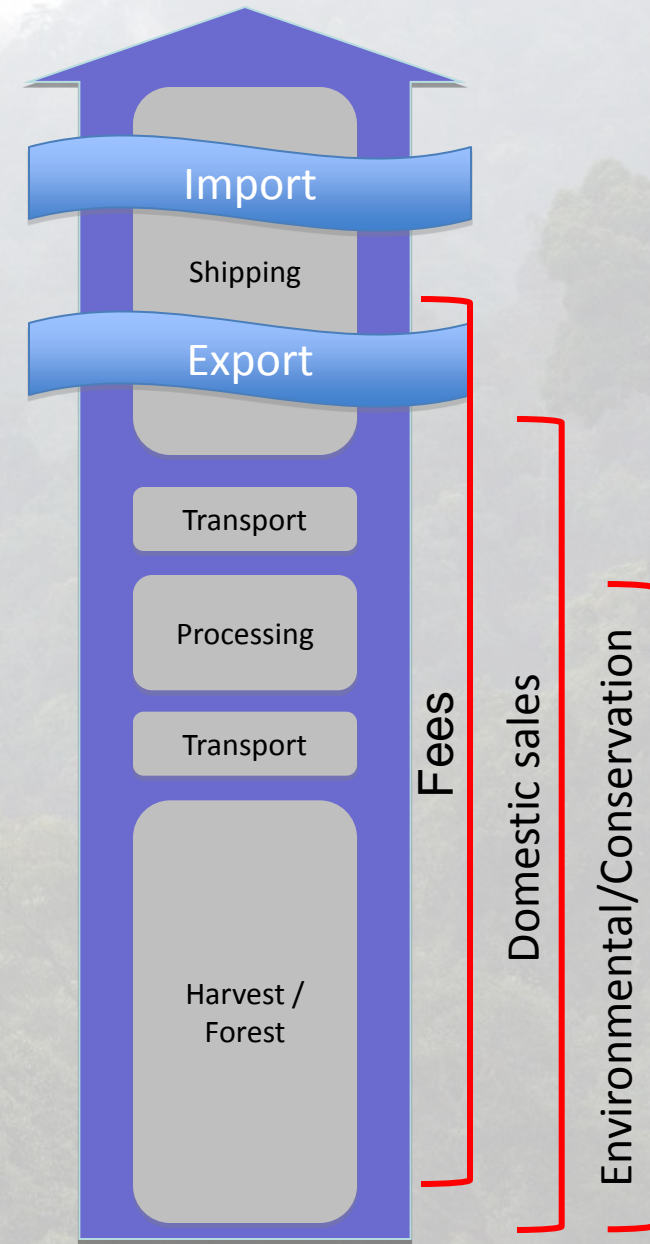 Import
Shipping
Export
Transport
Processing
Transport
Harvest /
Forest
Fees
Domestic sales
Environmental/Conservation